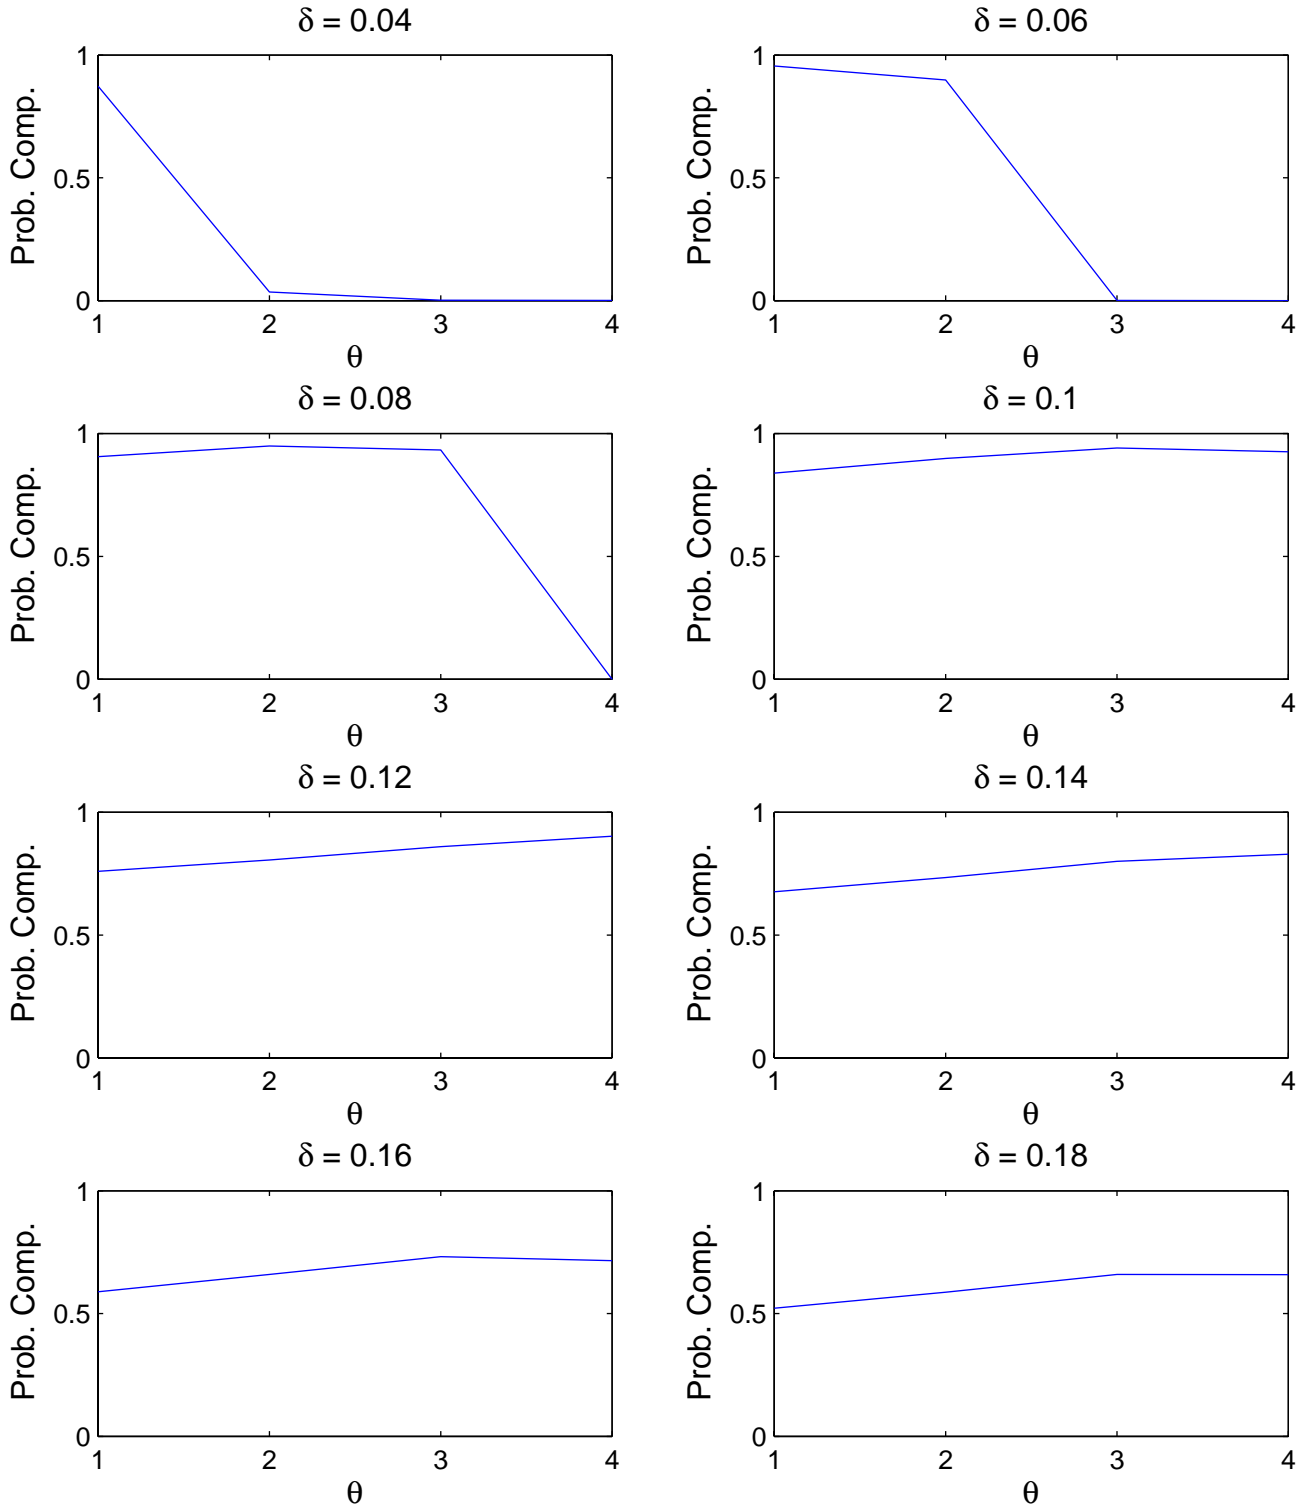 δ = 0.04
Prob. Comp.
1
0.5
0
1 2 3 4
θ
δ = 0.06
Prob. Comp.
1
0.5
0
1 2 3 4
θ
δ = 0.08
Prob. Comp.
1
0.5
0
1 2 3 4
θ
δ = 0.1
Prob. Comp.
1
0.5
0
1 2 3 4
θ
δ = 0.12
Prob. Comp.
1
0.5
0
1 2 3 4
θ
δ = 0.14
Prob. Comp.
1
0.5
0
1 2 3 4
θ
δ = 0.16
Prob. Comp.
1
0.5
0
1 2 3 4
θ
δ = 0.18
Prob. Comp.
1
0.5
0
1 2 3 4
θ